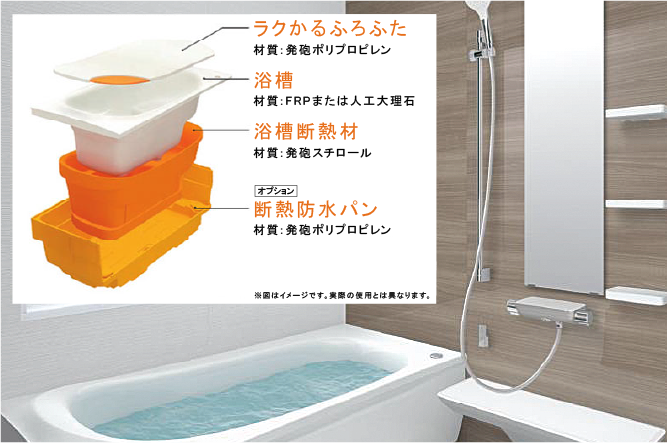 ラクかるふろふた
材質：発砲ポリプロピレン
浴槽
材質：FRPまたは人工大理石
浴槽断熱材
材質：発砲スチロール
オプション
断熱防水パン
材質：発砲ポリプロピレン
※図はイメージです。実際の使用とは異なります。